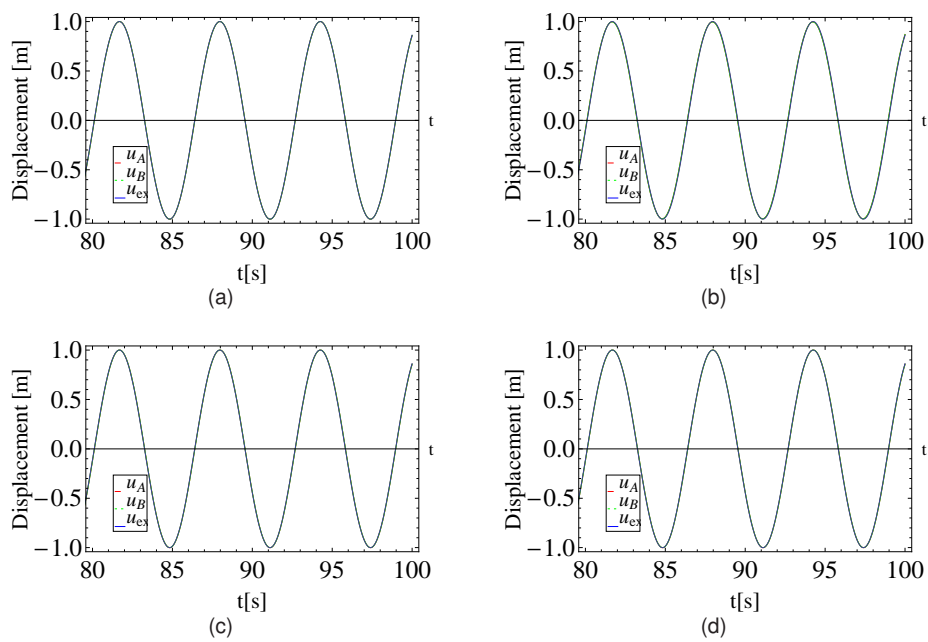 Displacement [m]
1.0
0.5
0.0
−0.5
−1.0
t
u_A
u_B
u_ex
80 85 90 95 100
t[s]
(a)
Displacement [m]
1.0
0.5
0.0
−0.5
−1.0
t
u_A
u_B
u_ex
80 85 90 95 100
t[s]
(b)
Displacement [m]
1.0
0.5
0.0
−0.5
−1.0
t
u_A
u_B
u_ex
80 85 90 95 100
t[s]
(c)
Displacement [m]
1.0
0.5
0.0
−0.5
−1.0
t
u_A
u_B
u_ex
80 85 90 95 100
t[s]
(d)